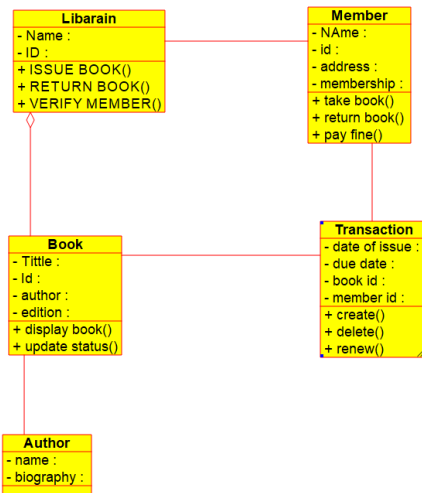 Libarain
- Name :
- ID :
+ ISSUE BOOK()
+ RETURN BOOK()
+ VERIFY MEMBER()
Member
- NAme :
- id :
- address :
- membership :
+ take book()
+ return book()
+ pay fine()
Book
- Tittle :
- Id :
- author :
- edition :
+ display book()
+ update status()
Transaction
- date of issue :
- due date :
- book id :
- member id :
+ create()
+ delete()
+ renew()
Author
- name :
- biography :